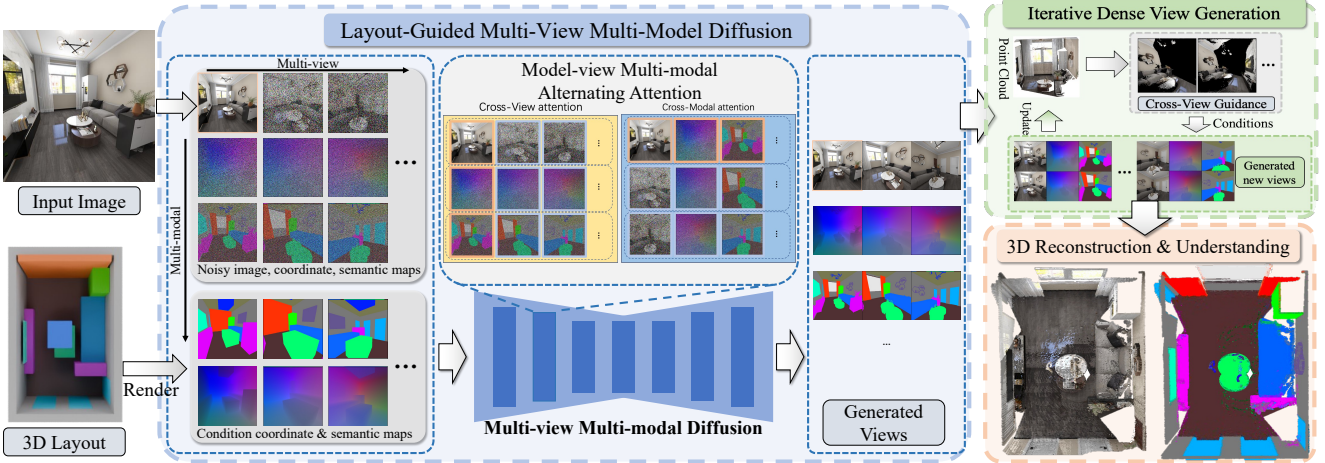 Layout-Guided Multi-View Multi-Model Diffusion
Input Image
3D Layout
Render
Multi-view
Multi-modal
Noisy image, coordinate, semantic maps
Condition coordinate & semantic maps
Model-view Multi-modal
Alternating Attention
Cross-View attention
Cross-Modal attention
Multi-view Multi-modal Diffusion
...
Generated
Views
Iterative Dense View Generation
Point Cloud
Cross-View Guidance
Update
Conditions
Generated
new views
3D Reconstruction & Understanding